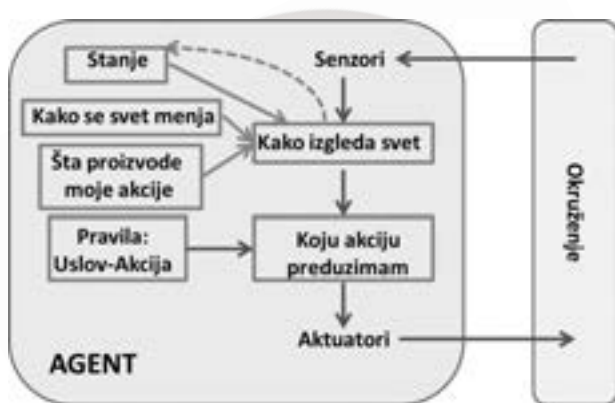 Stanje
Senzori
Kako se svet menja
Kako izgleda svet
Šta proizvode
moje akcije
Pravila:
Uslov-Akcija
Koju akciju
preduzimam
Aktuatori
AGENT
Okruženje